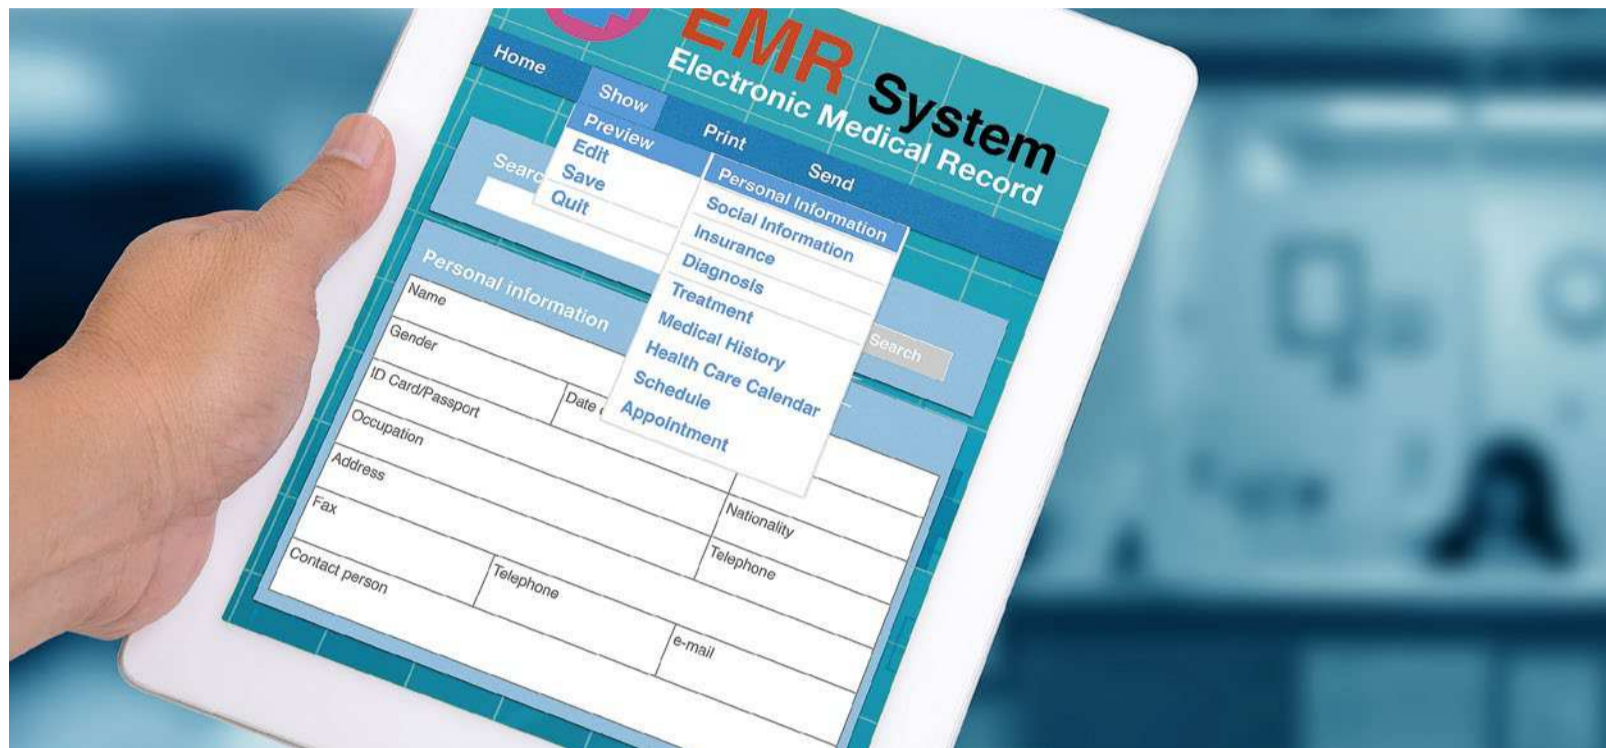 EMR System
Electronic Medical Record
Home
Show
Print
Send
Preview
Edit
Save
Quit
Personal Information
Social Information
Insurance
Diagnosis
Treatment
Medical History
Health Care Calendar
Schedule
Appointment
Search
Personal information
Name
Gender
ID Card/Passport
Date
Occupation
Nationality
Address
Telephone
Fax
Telephone
Contact person
e-mail